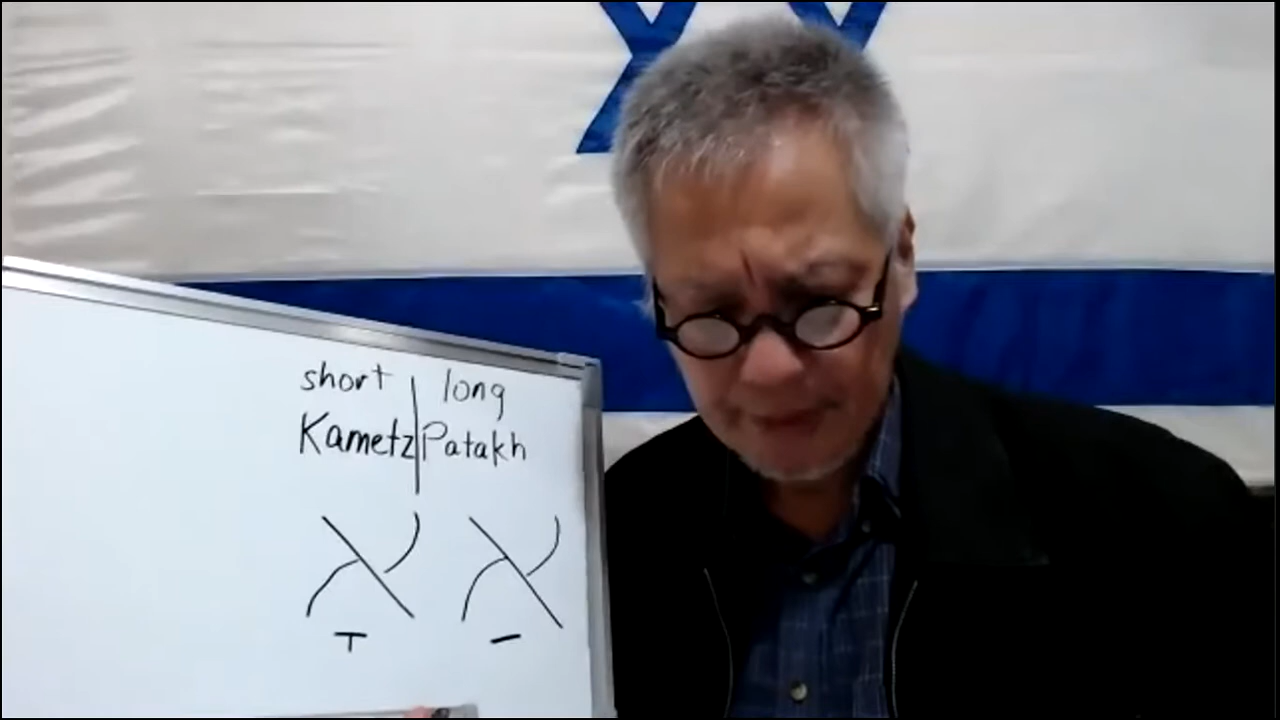 short | long
Kametz | Patakh
אָ אַ